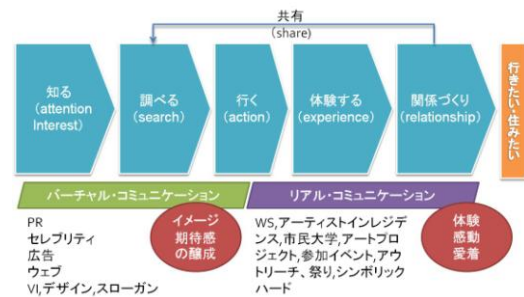 共有
(share)
知る
(attention
Interest)
調べる
(search)
行く
(action)
体験する
(experience)
関係づくり
(relationship)
行きたい・住みたい
バーチャル・コミュニケーション
リアル・コミュニケーション
PR
セレブリティ
広告
ウェブ
VI,デザイン,スローガン
イメージ
期待感
の醸成
WS,アーティストインレジデ
ンス,市民大学,アートプロ
ジェクト,参加イベント,アウ
トリーチ、祭り,シンボリック
ハード
体験
感動
愛着